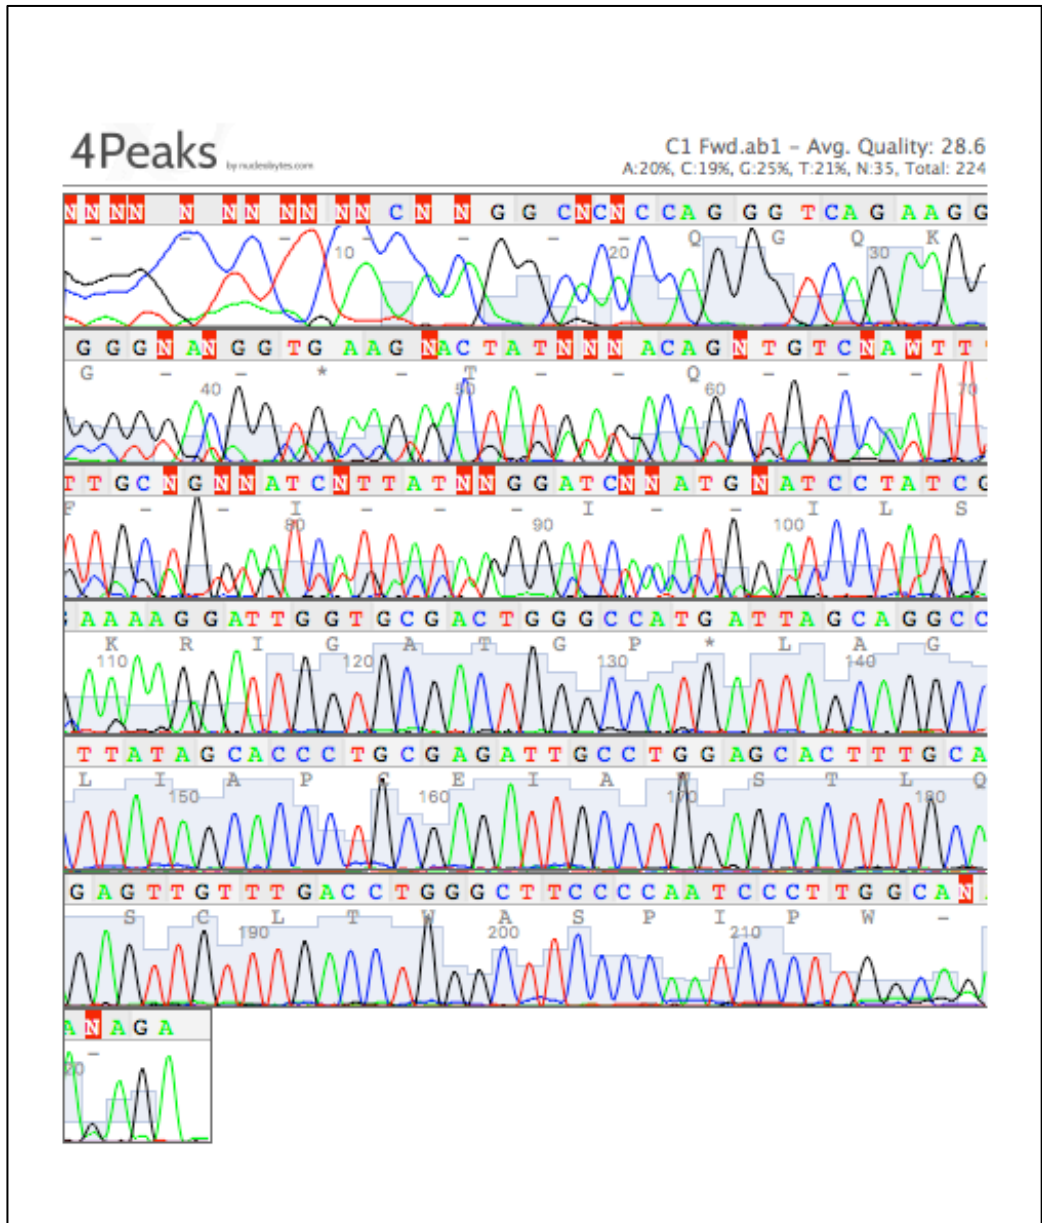 4Peaks by nucleobytes.com
C1 Fwd.ab1 – Avg. Quality: 28.6
A:20%, C:19%, G:25%, T:21%, N:35, Total: 224
N N N N N N N N N N N C N N G G C N C N C C A G G G T C A G A A G G
- - - - - - Q G Q K
10 20 30
G G G N A N G G T G A A G N A C T A T N N N A C A G N T G T C N A W T T T
G - - * - T - - Q - - -
40 50 60 70
T T G C N G N N A T C N T T A T N N G G A T C N N A T G N A T C C T A T C G
F - - I - - - I - - I L S
80 90 100
G A A A A G G A T T G G T G C G A C T G G G C C A T G A T T A G C A G G C C
K R I G A T G P * L A G
110 120 130 140
T T A T A G C A C C C T G C G A G A T T G C C T G G A G C A C T T T G C A
L I A P C E I A W S T L Q
150 160 170 180
G A G T T G T T T G A C C T G G G C T T C C C C A A T C C C T T G G C A N
S C L T W A S P I P W -
190 200 210
A N A G A
-
20